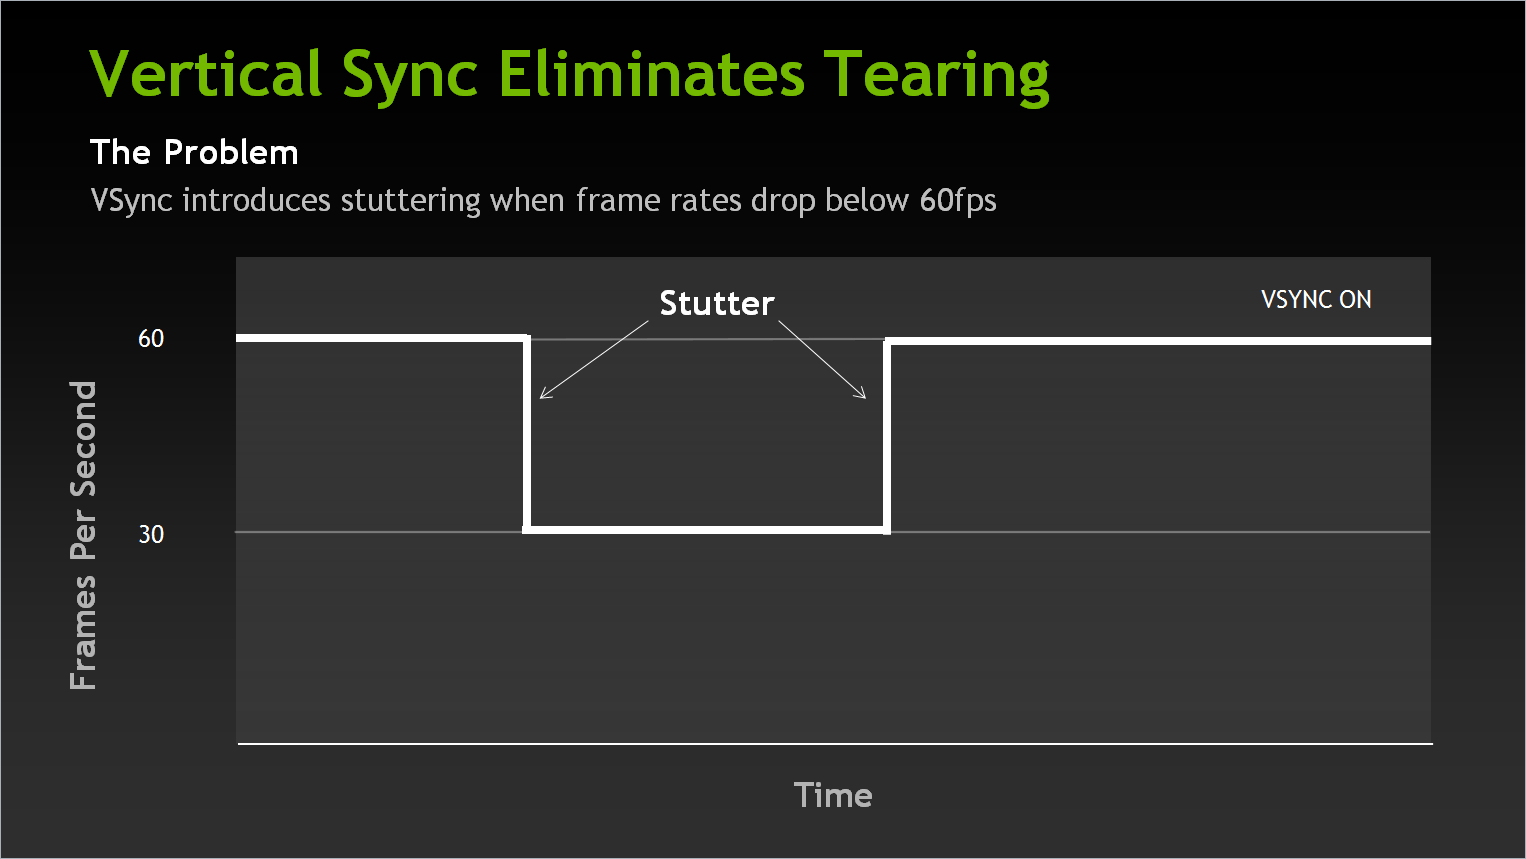 Vertical Sync Eliminates Tearing
The Problem
VSync introduces stuttering when frame rates drop below 60fps
Stutter
VSYNC ON
60
30
Frames Per Second
Time